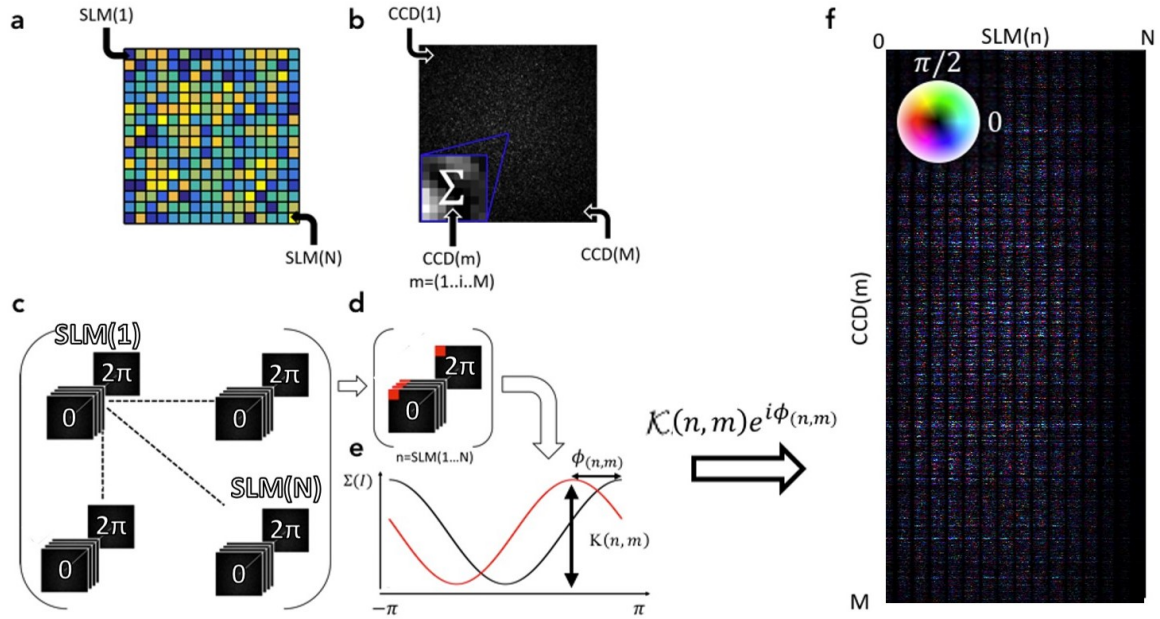 a
SLM(1)
SLM(N)
b
CCD(1)
Σ
CCD(m)
m=(1..i..M)
CCD(M)
c
SLM(1)
2π
0
2π
0
SLM(N)
2π
0
2π
0
d
2π
0
n=SLM(1...N)
e
Σ(I)
ϕ(n,m)
K(n,m)
−π
π
𝒦(n,m)e^{iϕ(n,m)}
f
SLM(n)
0
N
π/2
0
CCD(m)
M